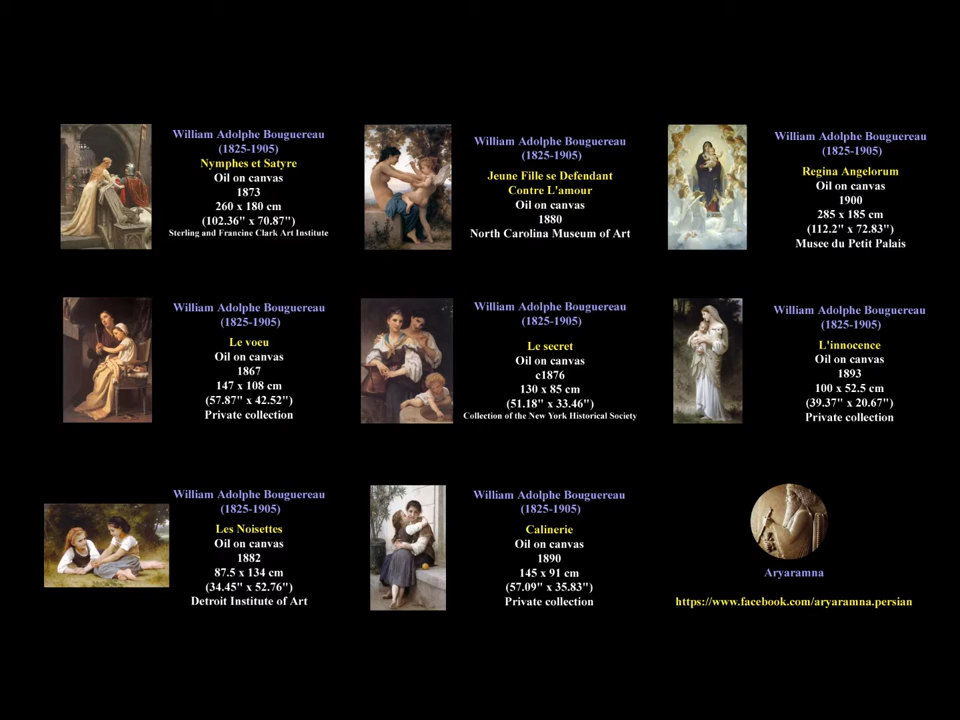 William Adolphe Bouguereau
(1825-1905)
Nymphes et Satyre
Oil on canvas
1873
260 x 180 cm
(102.36" x 70.87")
Sterling and Francine Clark Art Institute
William Adolphe Bouguereau
(1825-1905)
Jeune Fille se Defendant
Contre L'amour
Oil on canvas
1880
North Carolina Museum of Art
William Adolphe Bouguereau
(1825-1905)
Regina Angelorum
Oil on canvas
1900
285 x 185 cm
(112.2" x 72.83")
Musee du Petit Palais
William Adolphe Bouguereau
(1825-1905)
Le voeu
Oil on canvas
1867
147 x 108 cm
(57.87" x 42.52")
Private collection
William Adolphe Bouguereau
(1825-1905)
Le secret
Oil on canvas
c1876
130 x 85 cm
(51.18" x 33.46")
Collection of the New York Historical Society
William Adolphe Bouguereau
(1825-1905)
L'innocence
Oil on canvas
1893
100 x 52.5 cm
(39.37" x 20.67")
Private collection
William Adolphe Bouguereau
(1825-1905)
Les Noisettes
Oil on canvas
1882
87.5 x 134 cm
(34.45" x 52.76")
Detroit Institute of Art
William Adolphe Bouguereau
(1825-1905)
Calinerie
Oil on canvas
1890
145 x 91 cm
(57.09" x 35.83")
Private collection
Aryaramna
https://www.facebook.com/aryaramna.persian